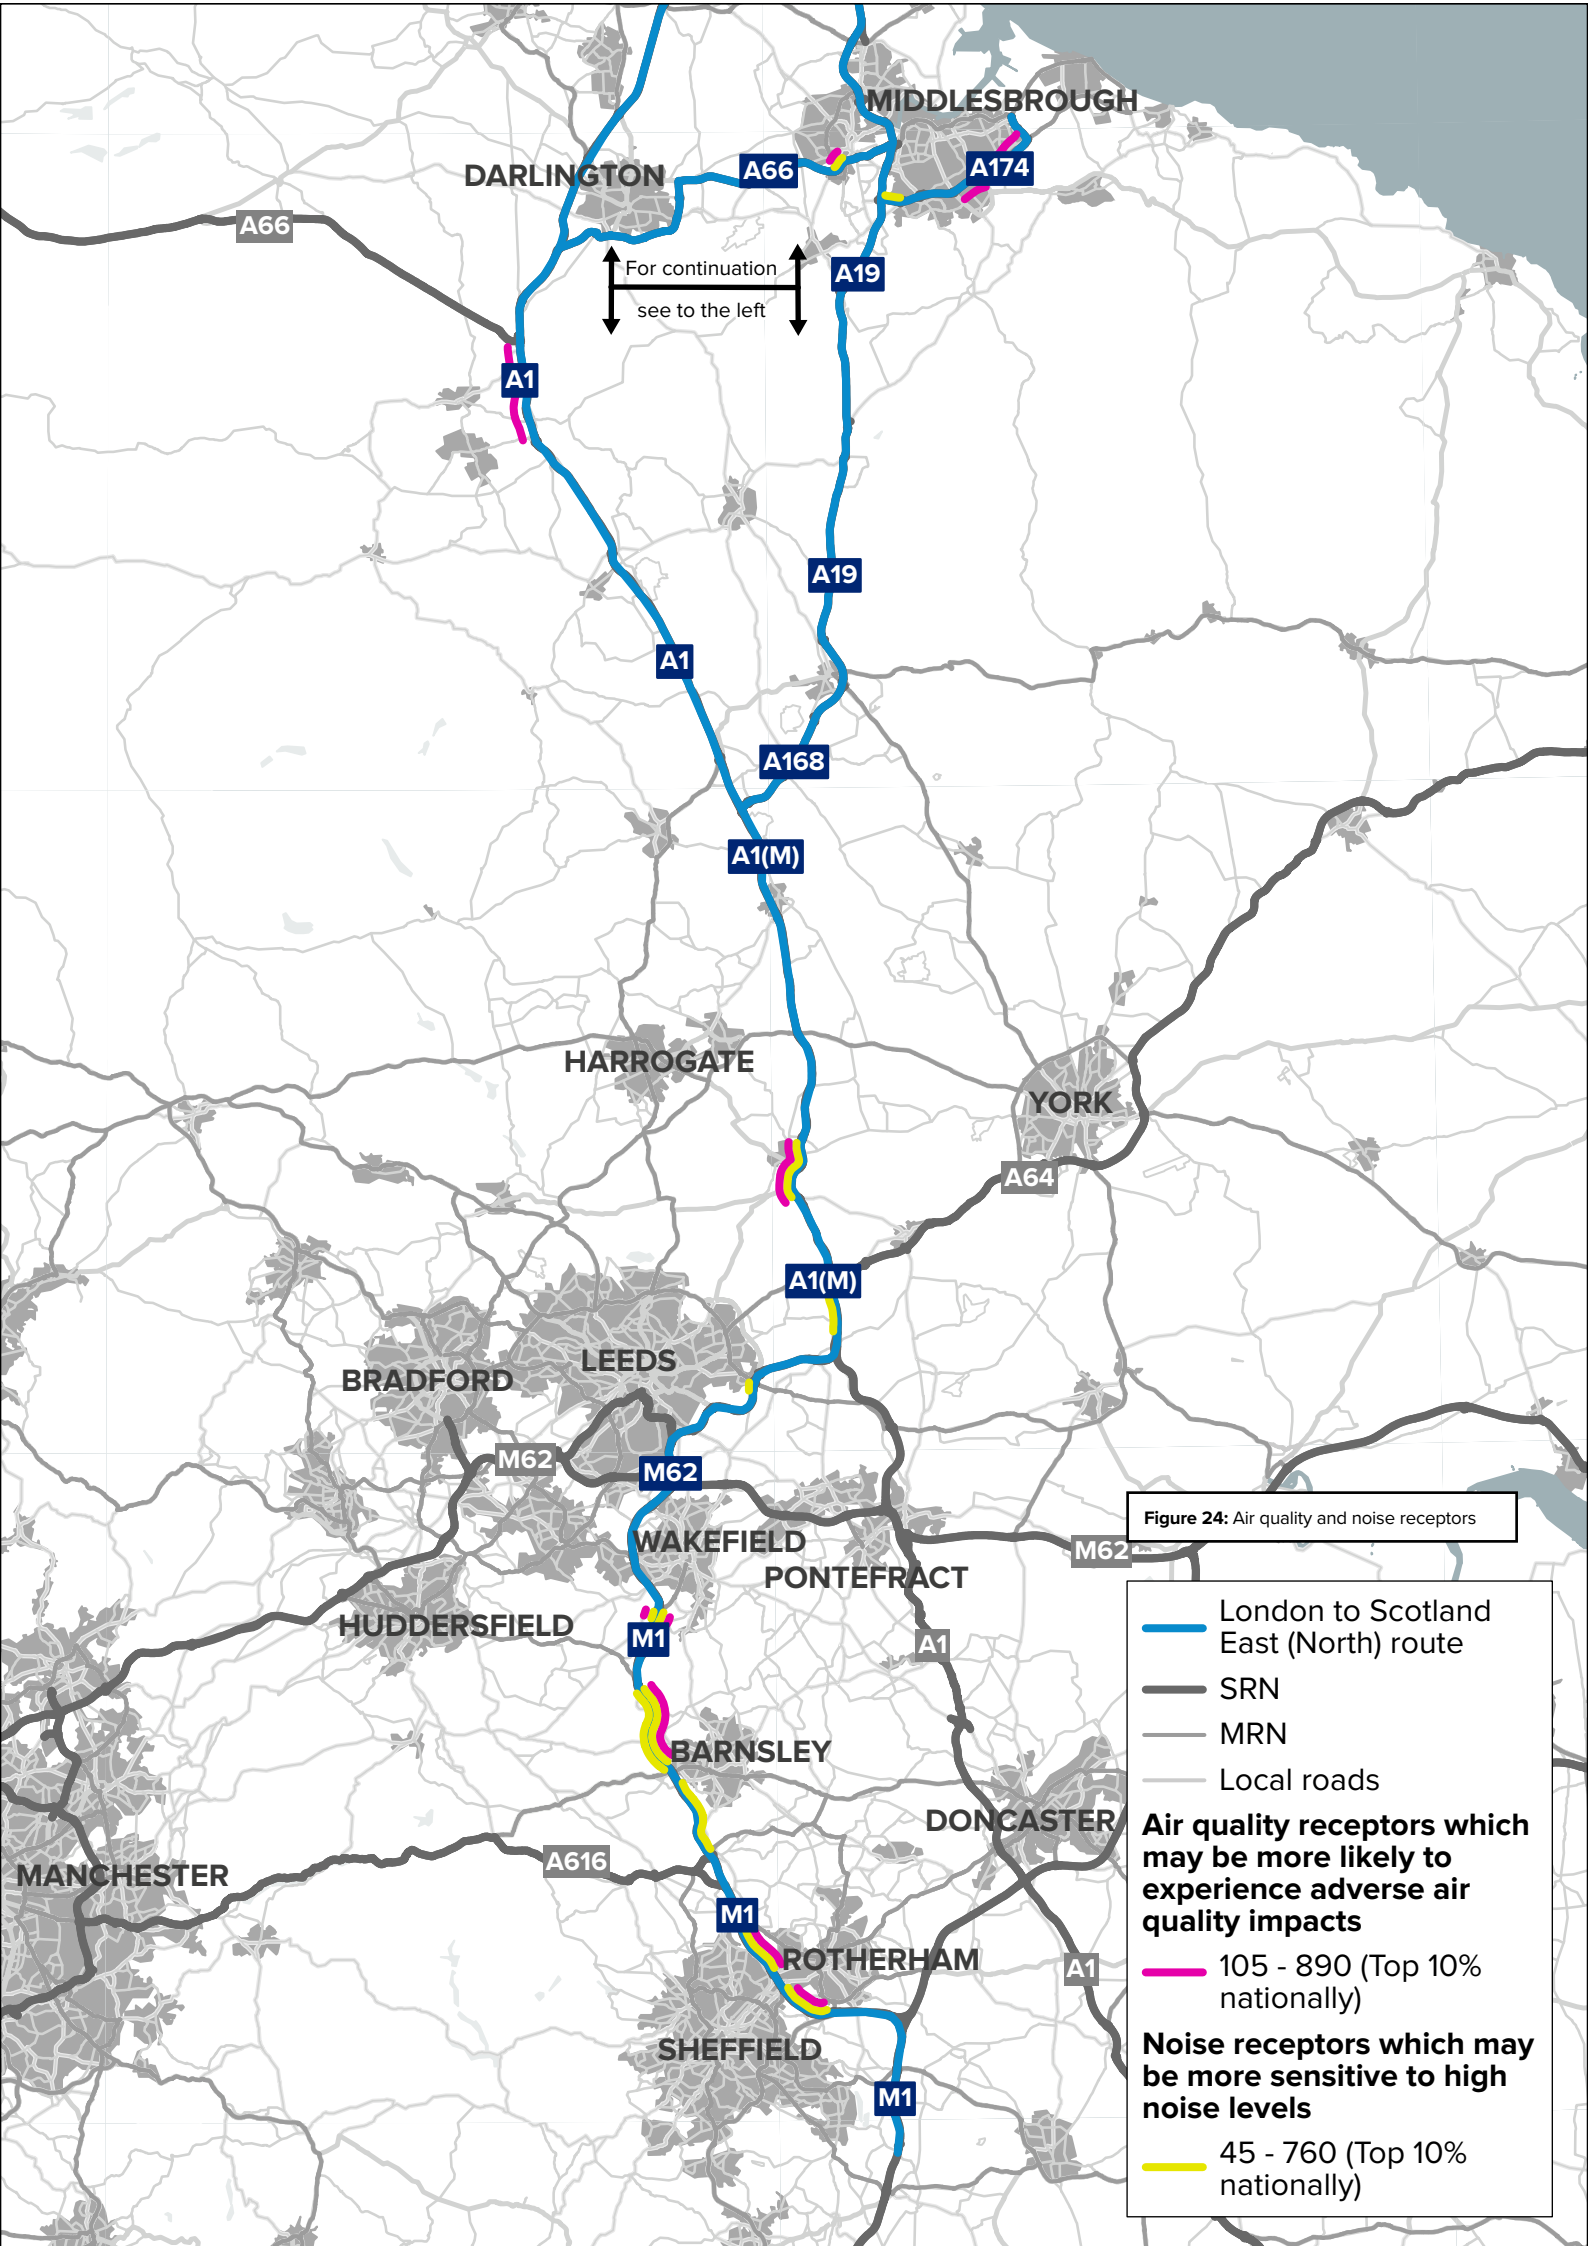 MIDDLESBROUGH
DARLINGTON
A66
A174
A66
For continuation
see to the left
A19
A1
A19
A1
A168
A1(M)
HARROGATE
YORK
A64
A1(M)
LEEDS
BRADFORD
M62
M62
WAKEFIELD
M62
PONTEFRACT
HUDDERSFIELD
M1
A1
BARNSLEY
DONCASTER
A616
MANCHESTER
M1
ROTHERHAM
A1
SHEFFIELD
M1
Figure 24: Air quality and noise receptors
London to Scotland
East (North) route
SRN
MRN
Local roads
Air quality receptors which
may be more likely to
experience adverse air
quality impacts
105 - 890 (Top 10%
nationally)
Noise receptors which may
be more sensitive to high
noise levels
45 - 760 (Top 10%
nationally)